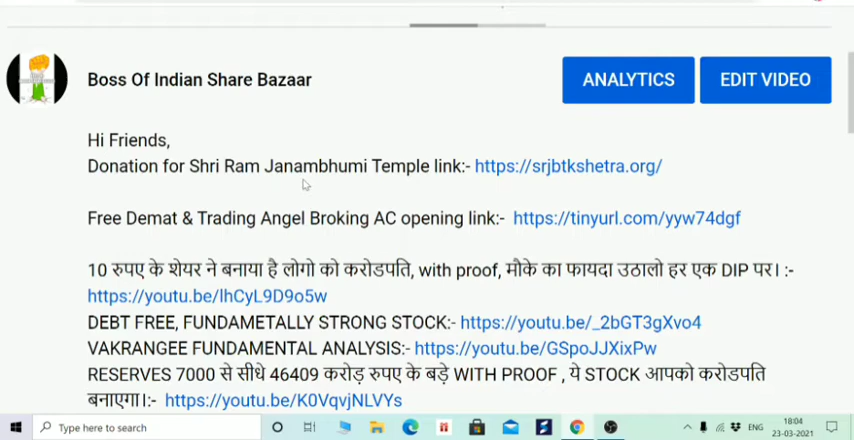 Boss Of Indian Share Bazaar
ANALYTICS
EDIT VIDEO
Hi Friends,
Donation for Shri Ram Janambhumi Temple link:- https://srjbtkshetra.org/
Free Demat & Trading Angel Broking AC opening link:- https://tinyurl.com/yyw74dgf
10 रुपए के शेयर ने बनाया है लोगो को करोडपति, with proof, मौके का फायदा उठालो हर एक DIP पर। :-
https://youtu.be/lhCyL9D9o5w
DEBT FREE, FUNDAMETALLY STRONG STOCK:- https://youtu.be/_2bGT3gXvo4
VAKRANGEE FUNDAMENTAL ANALYSIS:- https://youtu.be/GSpoJJXixPw
RESERVES 7000 से सीधे 46409 करोड़ रुपए के बड़े WITH PROOF , ये STOCK आपको करोडपति
बनाएगा।:- https://youtu.be/K0VqvjNLVYs
Type here to search
ENG
18:04
23-03-2021